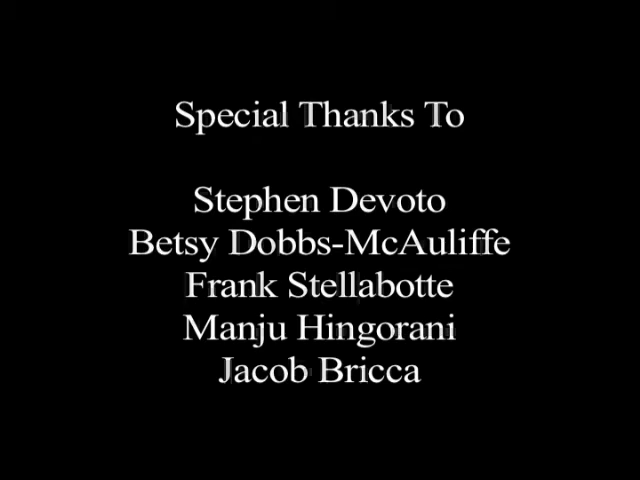 Special Thanks To
Stephen Devoto
Betsy Dobbs-McAuliffe
Frank Stellabotte
Manju Hingorani
Jacob Bricca